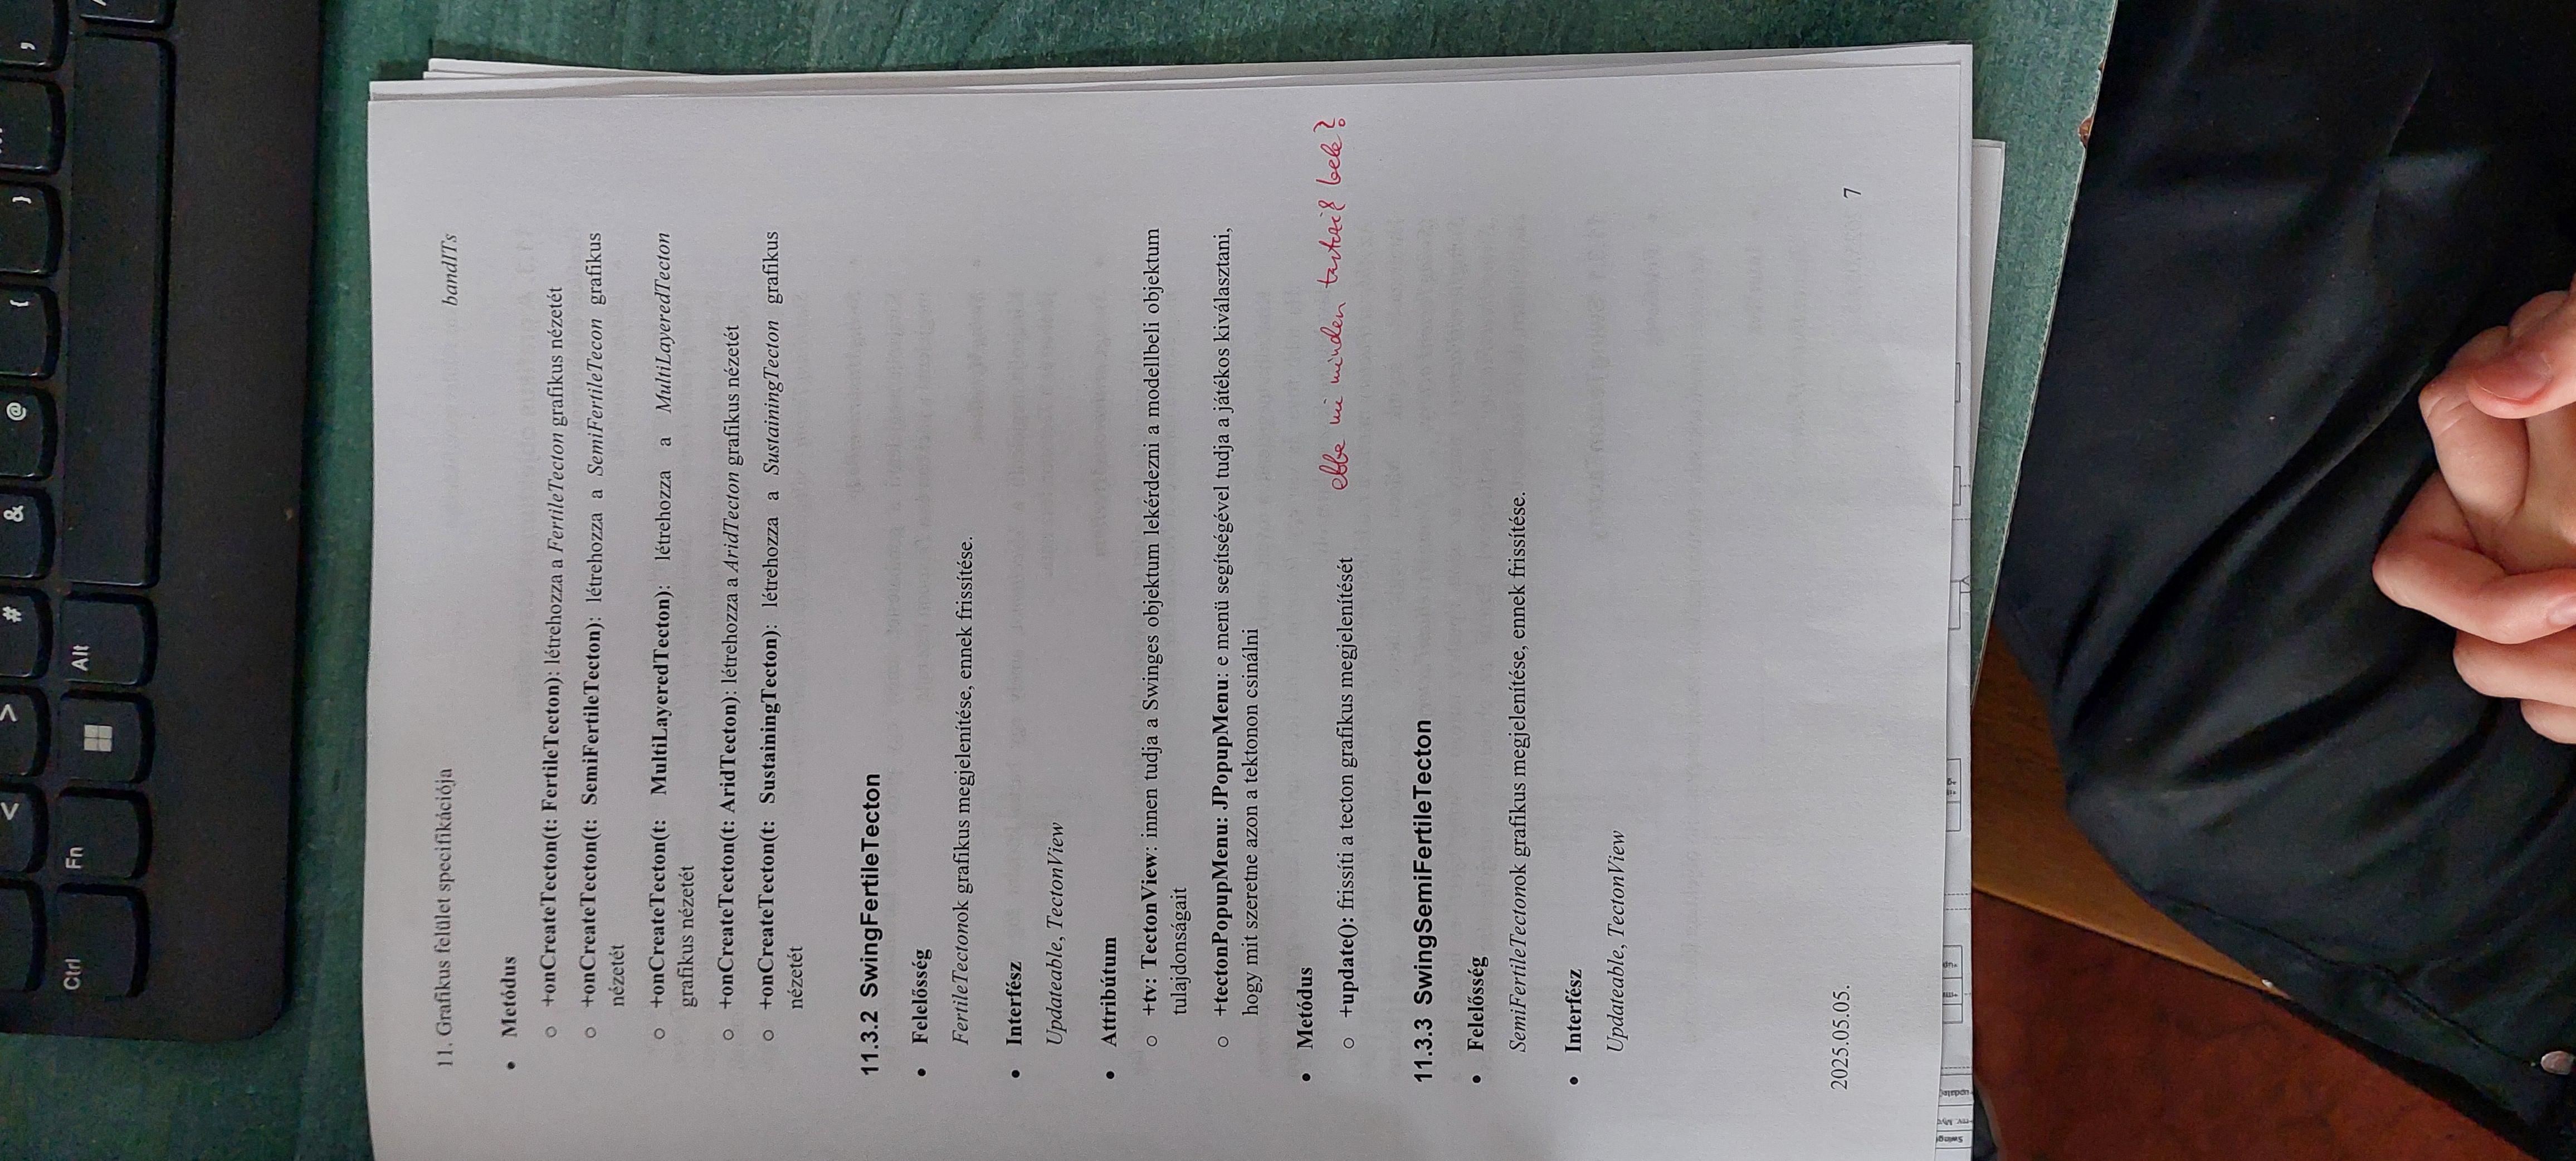 < > # & @ { } ,
Ctrl Fn Alt
11. Grafikus felület specifikációja bandITs
• Metódus
o +onCreateTecton(t: FertileTecton): létrehozza a FertileTecton grafikus nézetét
o +onCreateTecton(t: SemiFertileTecton): létrehozza a SemiFertileTecon grafikus
nézetét
o +onCreateTecton(t: MultiLayeredTecton): létrehozza a MultiLayeredTecton
grafikus nézetét
o +onCreateTecton(t: AridTecton): létrehozza a AridTecton grafikus nézetét
o +onCreateTecton(t: SustainingTecton): létrehozza a SustainingTecton grafikus
nézetét
11.3.2 SwingFertileTecton
• Felelősség
FertileTectonok grafikus megjelenítése, ennek frissítése.
• Interfész
Updateable, TectonView
• Attribútum
o +tv: TectonView: innen tudja a Swinges objektum lekérdezni a modellbeli objektum
tulajdonságait
o +tectonPopupMenu: JPopupMenu: e menü segítségével tudja a játékos kiválasztani,
hogy mit szeretne azon a tektonon csinálni
• Metódus
o +update(): frissíti a tecton grafikus megjelenítését ebbe mi minden tartozik bele?
11.3.3 SwingSemiFertileTecton
• Felelősség
SemiFertileTectonok grafikus megjelenítése, ennek frissítése.
• Interfész
Updateable, TectonView
2025.05.05. 7